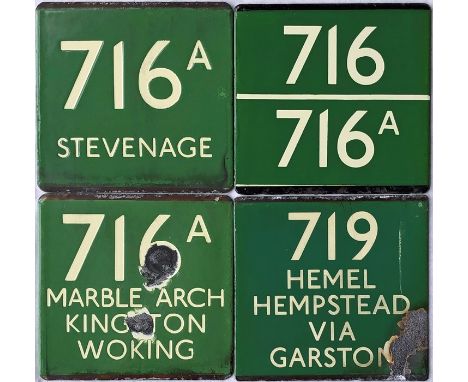 716A
STEVENAGE
716
716A
716A
MARBLE ARCH
KINGSTON
WOKING
719
HEMEL
HEMPSTEAD
VIA
GARSTON